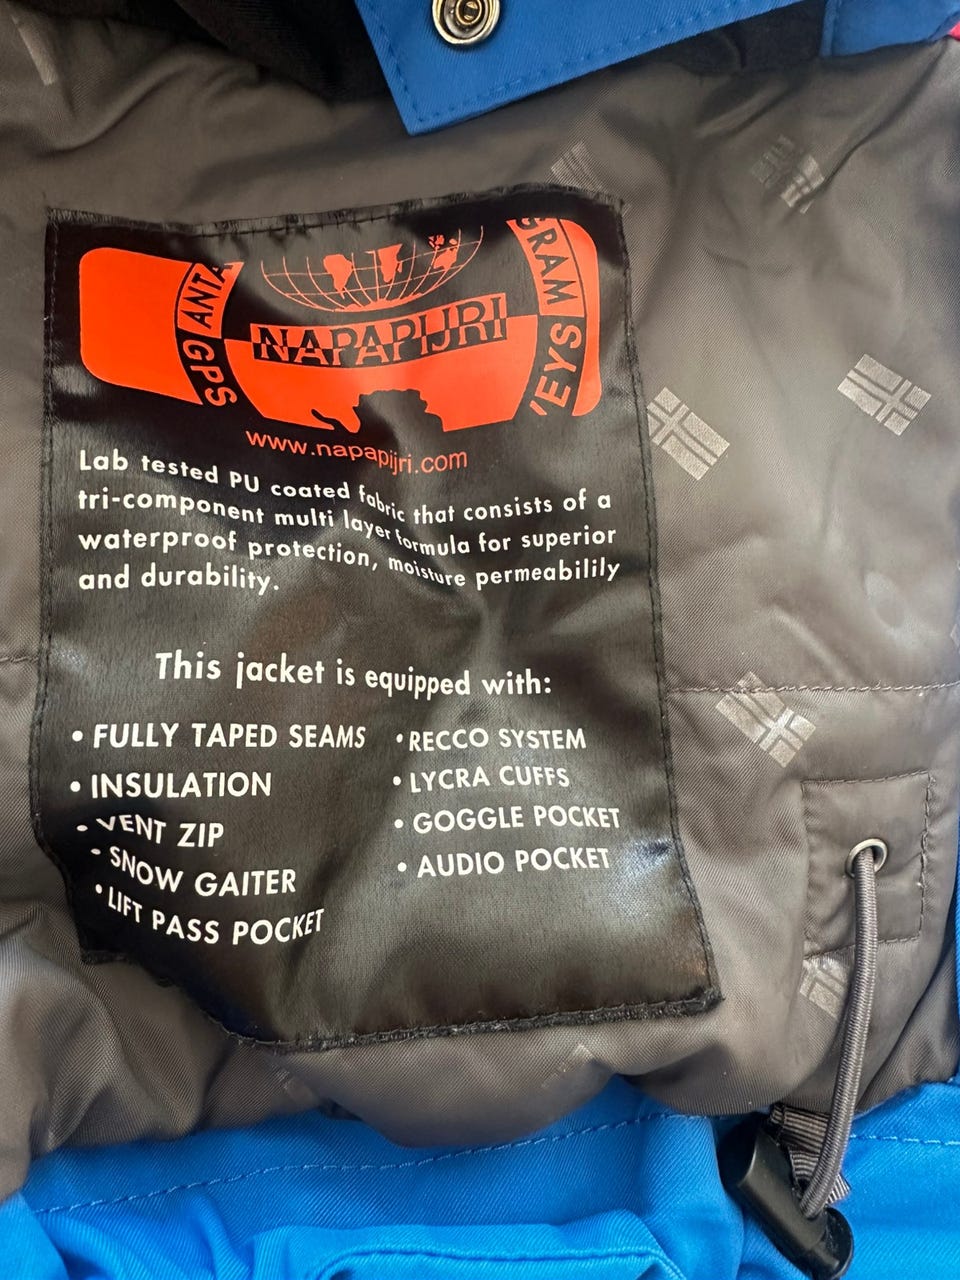 ANTA
GRAM
NAPAPIJRI
GPS
VEYS
www.napapijri.com
Lab tested PU coated fabric that consists of a
tri-component multi layer formula for superior
waterproof protection, moisture permeabilily
and durability.
This jacket is equipped with:
• FULLY TAPED SEAMS
• INSULATION
• VENT ZIP
• SNOW GAITER
• LIFT PASS POCKET
• RECCO SYSTEM
• LYCRA CUFFS
• GOGGLE POCKET
• AUDIO POCKET